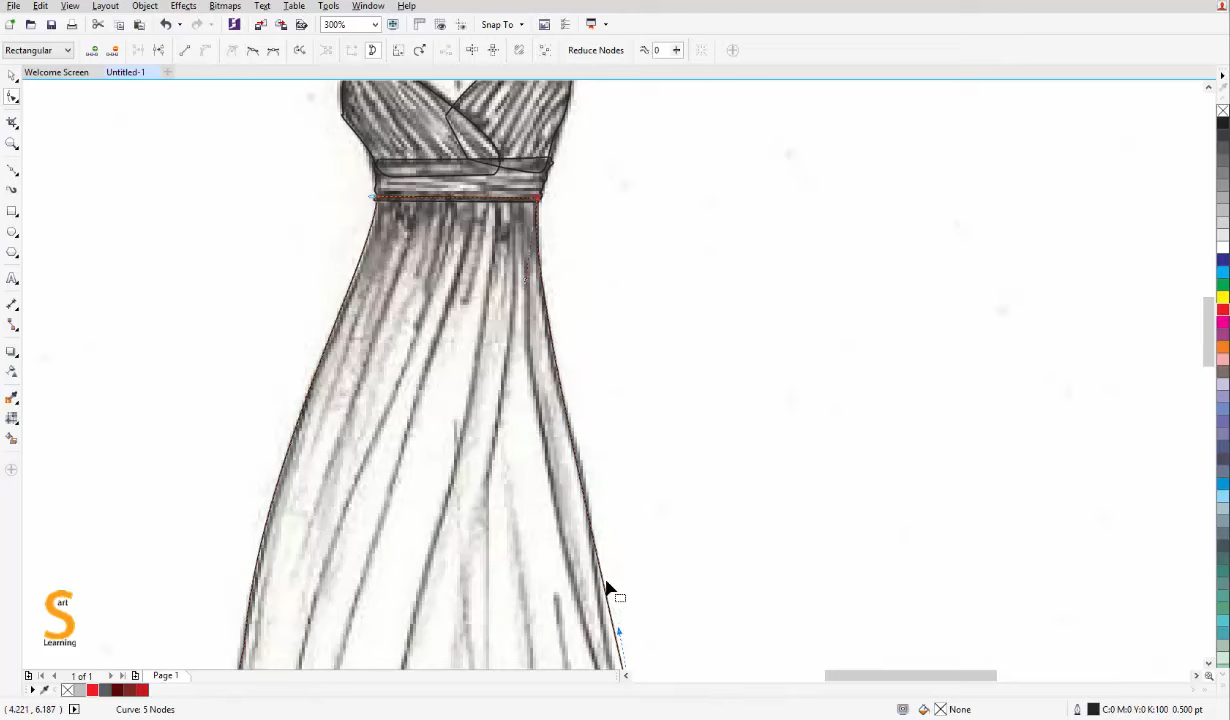 File Edit View Layout Object Effects Bitmaps Text Table Tools Window Help
300% Snap To
Rectangular Reduce Nodes 0
Welcome Screen Untitled-1
art
S
Learning
1 of 1 Page 1
( 4.221, 6.187 ) Curve: 5 Nodes None C:0 M:0 Y:0 K:100 0.500 pt